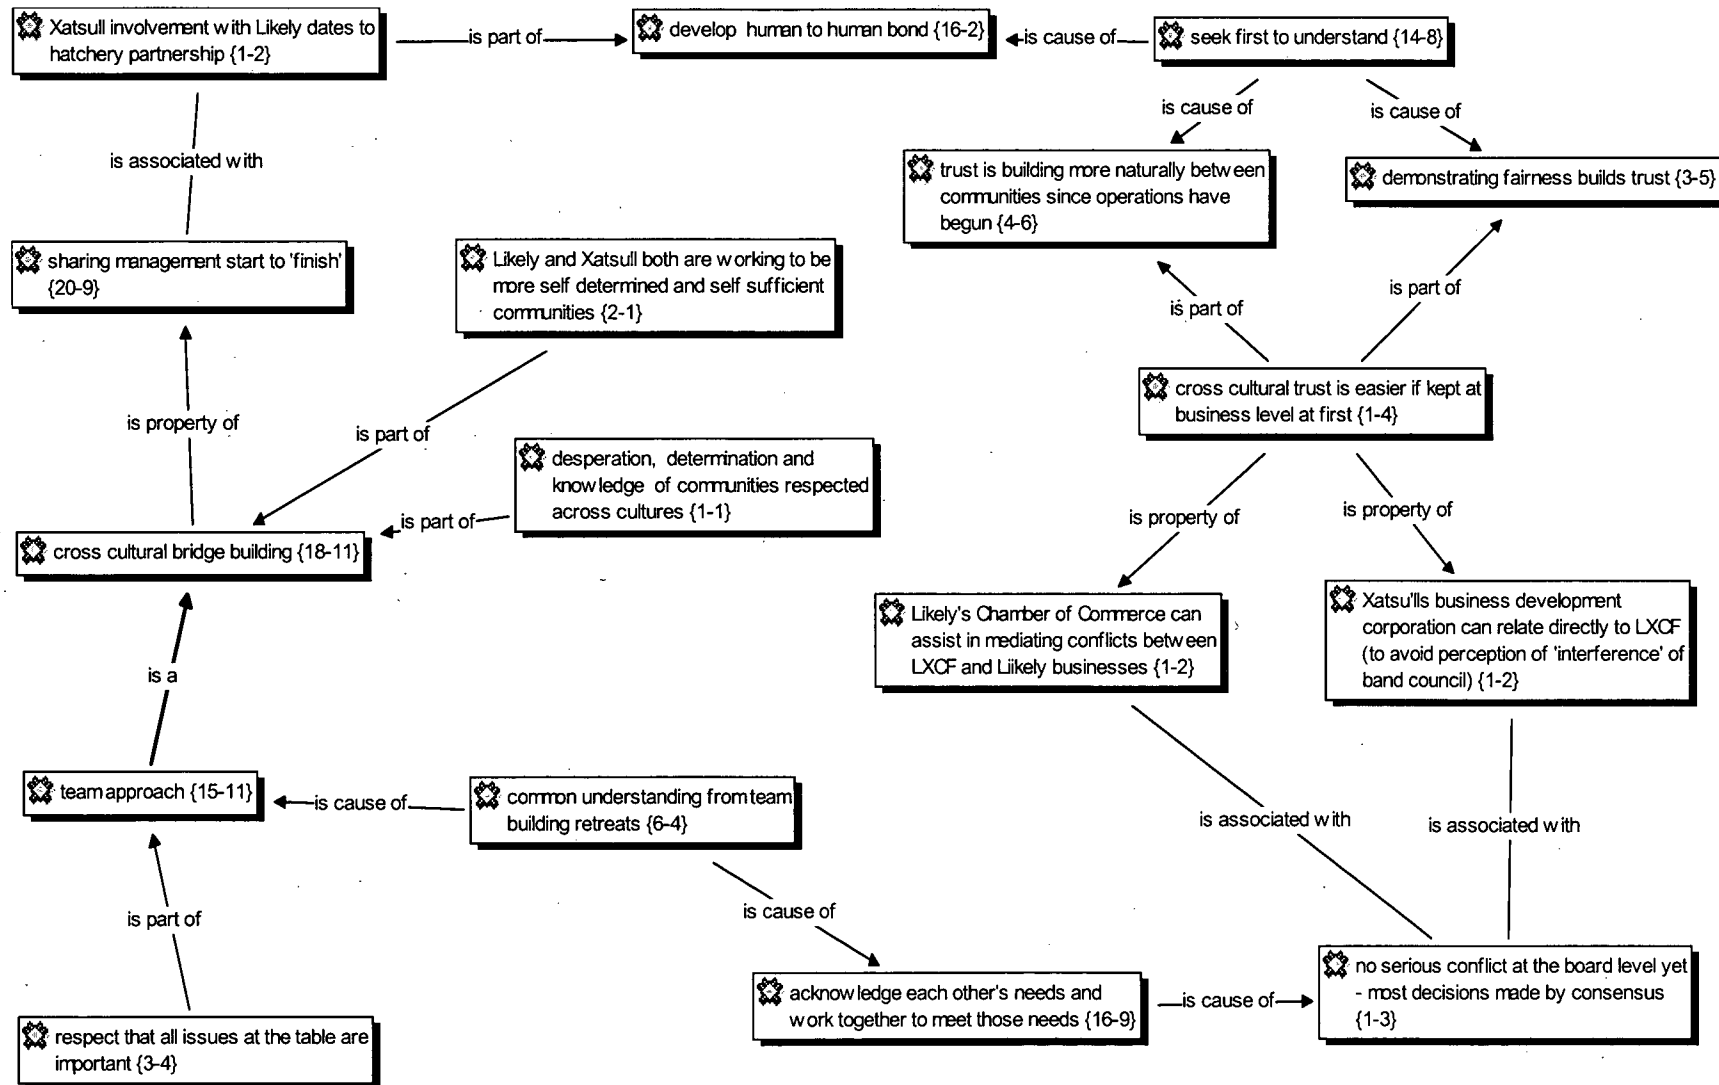 Xatsull involvement with Likely dates to
hatchery partnership {1-2}
is part of
develop human to human bond {16-2}
is cause of
seek first to understand {14-8}
is cause of
is cause of
is associated with
trust is building more naturally between
communities since operations have
begun {4-6}
demonstrating fairness builds trust {3-5}
sharing management start to 'finish'
{20-9}
Likely and Xatsull both are working to be
more self determined and self sufficient
communities {2-1}
is part of
is part of
cross cultural trust is easier if kept at
business level at first {1-4}
is property of
is part of
desperation, determination and
knowledge of communities respected
across cultures {1-1}
is part of
is property of
is property of
cross cultural bridge building {18-11}
Likely's Chamber of Commerce can
assist in mediating conflicts between
LXCF and Liikely businesses {1-2}
Xatsu'lls business development
corporation can relate directly to LXCF
(to avoid perception of 'interference' of
band council) {1-2}
is a
team approach {15-11}
is cause of
common understanding from team
building retreats {6-4}
is associated with
is associated with
is part of
is cause of
respect that all issues at the table are
important {3-4}
acknowledge each other's needs and
work together to meet those needs {16-9}
is cause of
no serious conflict at the board level yet
- most decisions made by consensus
{1-3}